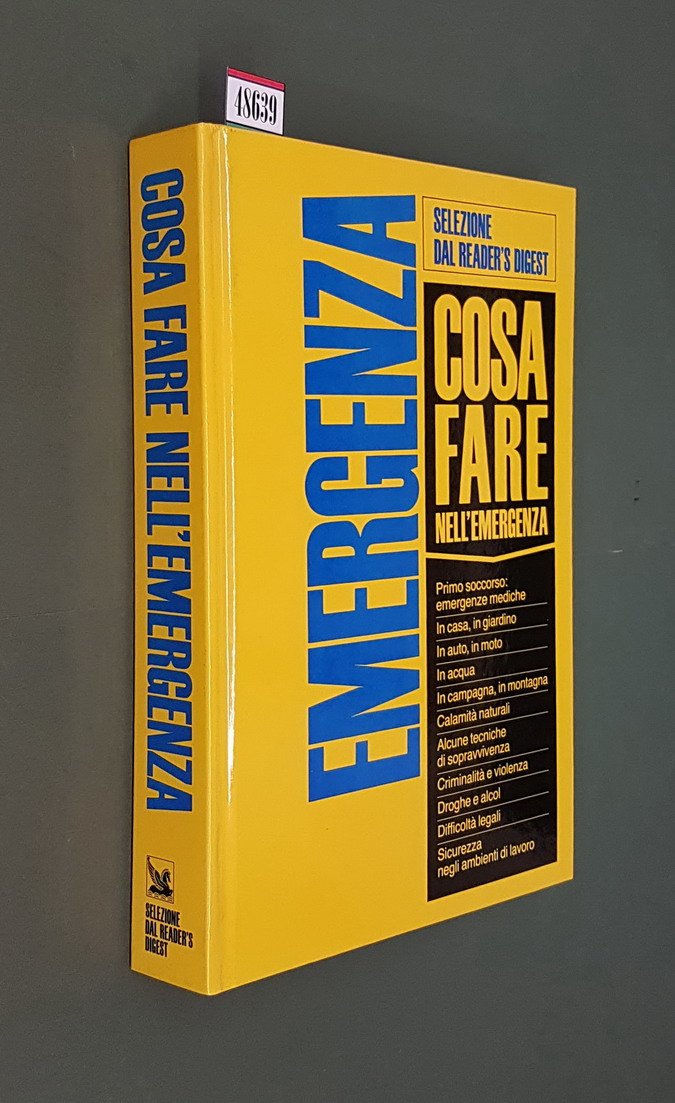 48639
COSA FARE NELL'EMERGENZA
SELEZIONE
DAL READER'S
DIGEST
EMERGENZA
SELEZIONE
DAL READER'S DIGEST
COSA
FARE
NELL'EMERGENZA
Primo soccorso:
emergenze mediche
In casa, in giardino
In auto, in moto
In acqua
In campagna, in montagna
Calamità naturali
Alcune tecniche
di sopravvivenza
Criminalità e violenza
Droghe e alcol
Difficoltà legali
Sicurezza
negli ambienti di lavoro